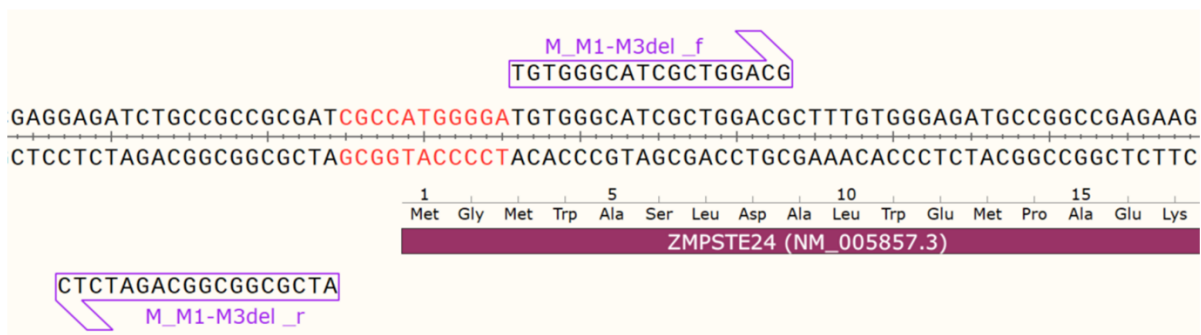 M_M1-M3del _f
TGTGGGCATCGCTGGACG
GAGGAGATCTGCCGCCGCGATCGCCATGGGGATGTGGGCATCGCTGGACGCTTTGTGGGAGATGCCGGCCGAGAAG
CTCCTCTAGACGGCGGCGCTAGCGGTACCCCTACACCCGTAGCGACCTGCGAAACACCCTCTACGGCCGGCTCTTC
1 5 10 15
Met Gly Met Trp Ala Ser Leu Asp Ala Leu Trp Glu Met Pro Ala Glu Lys
ZMPSTE24 (NM_005857.3)
CTCTAGACGGCGGCGCTA
M_M1-M3del _r